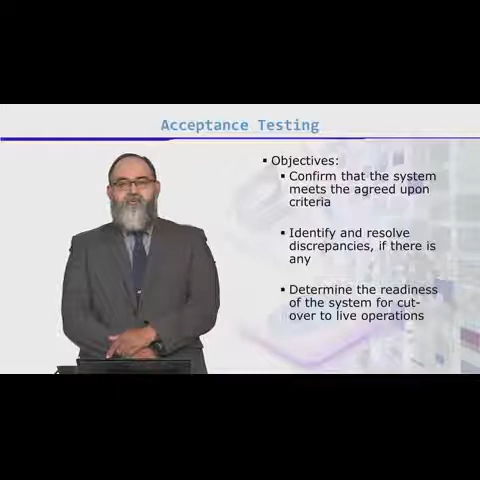 Acceptance Testing
▪ Objectives:
▪ Confirm that the system
meets the agreed upon
criteria
▪ Identify and resolve
discrepancies, if there is
any
▪ Determine the readiness
of the system for cut-
over to live operations